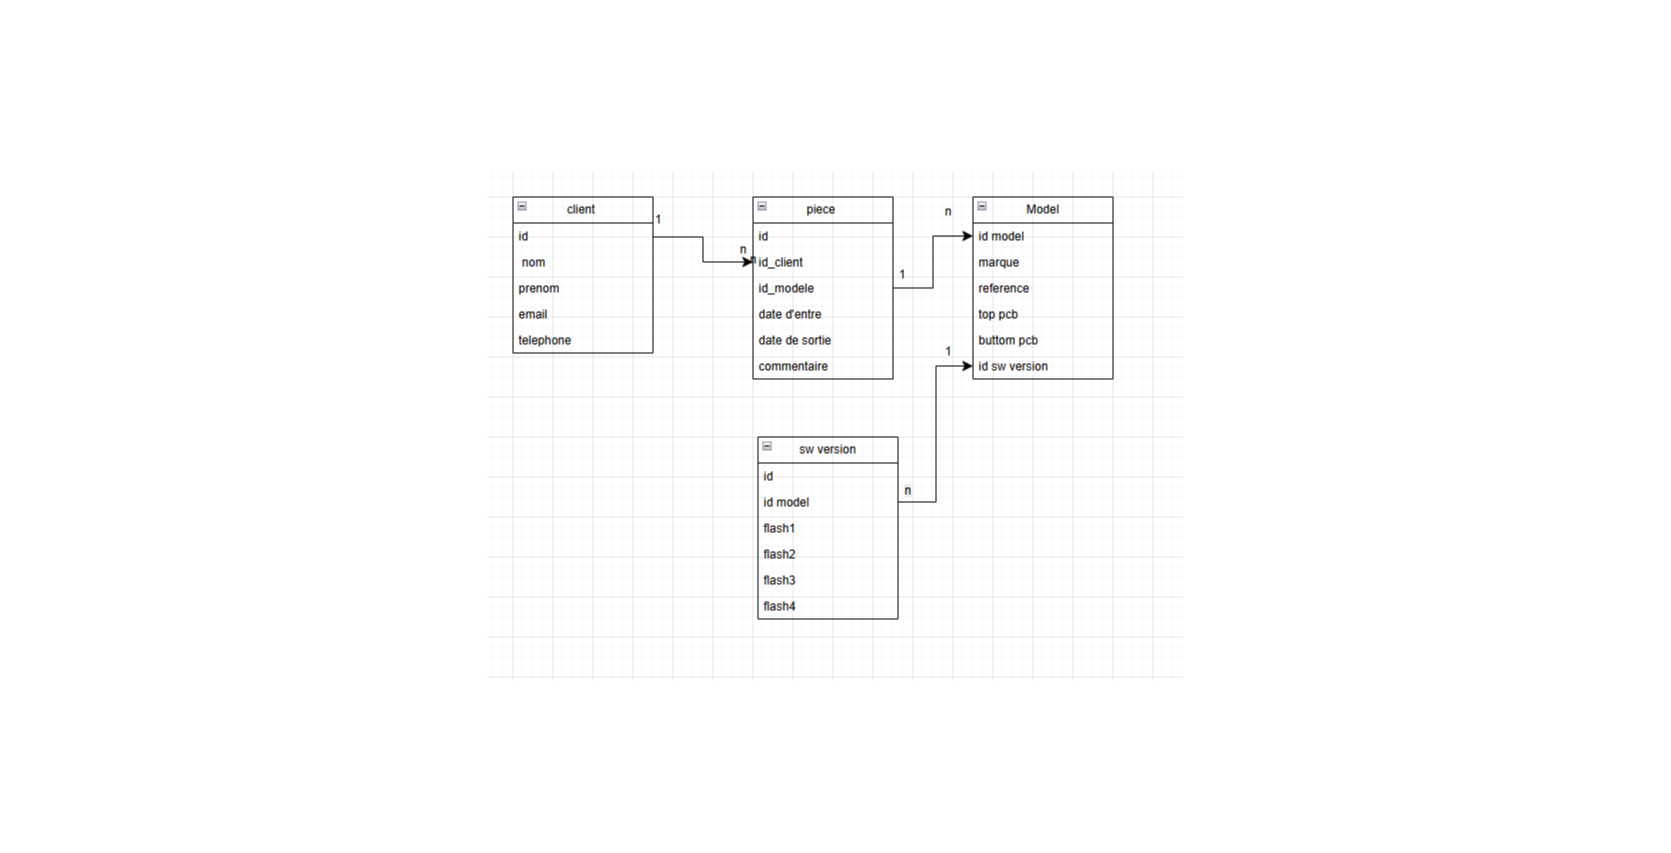 client
id
nom
prenom
email
telephone
1
n
n
piece
id
id_client
id_modele
date d'entre
date de sortie
commentaire
1
n
Model
id model
marque
reference
top pcb
buttom pcb
id sw version
1
n
sw version
id
id model
flash1
flash2
flash3
flash4